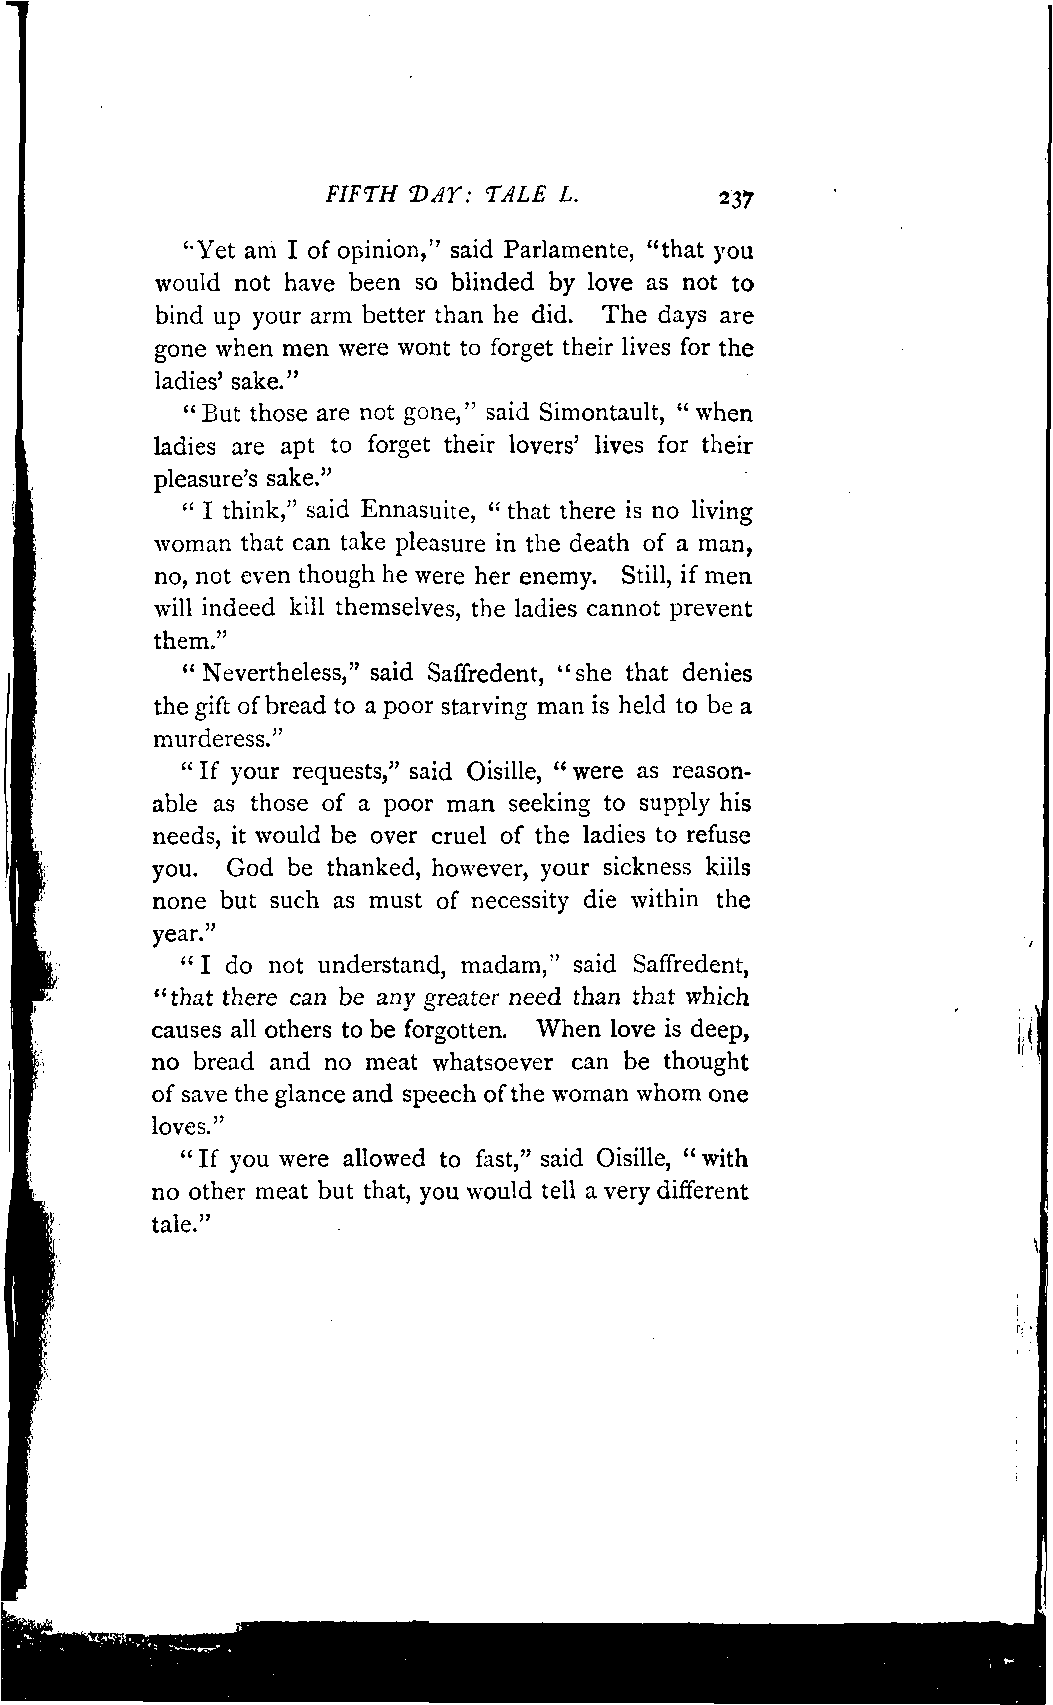 FIFTH DAY: TALE L. 237
"Yet am I of opinion," said Parlamente, "that you
would not have been so blinded by love as not to
bind up your arm better than he did. The days are
gone when men were wont to forget their lives for the
ladies' sake."
"But those are not gone," said Simontault, "when
ladies are apt to forget their lovers' lives for their
pleasure's sake."
"I think," said Ennasuite, "that there is no living
woman that can take pleasure in the death of a man,
no, not even though he were her enemy. Still, if men
will indeed kill themselves, the ladies cannot prevent
them."
"Nevertheless," said Saffredent, "she that denies
the gift of bread to a poor starving man is held to be a
murderess."
"If your requests," said Oisille, "were as reason-
able as those of a poor man seeking to supply his
needs, it would be over cruel of the ladies to refuse
you. God be thanked, however, your sickness kills
none but such as must of necessity die within the
year."
"I do not understand, madam," said Saffredent,
"that there can be any greater need than that which
causes all others to be forgotten. When love is deep,
no bread and no meat whatsoever can be thought
of save the glance and speech of the woman whom one
loves."
"If you were allowed to fast," said Oisille, "with
no other meat but that, you would tell a very different
tale."